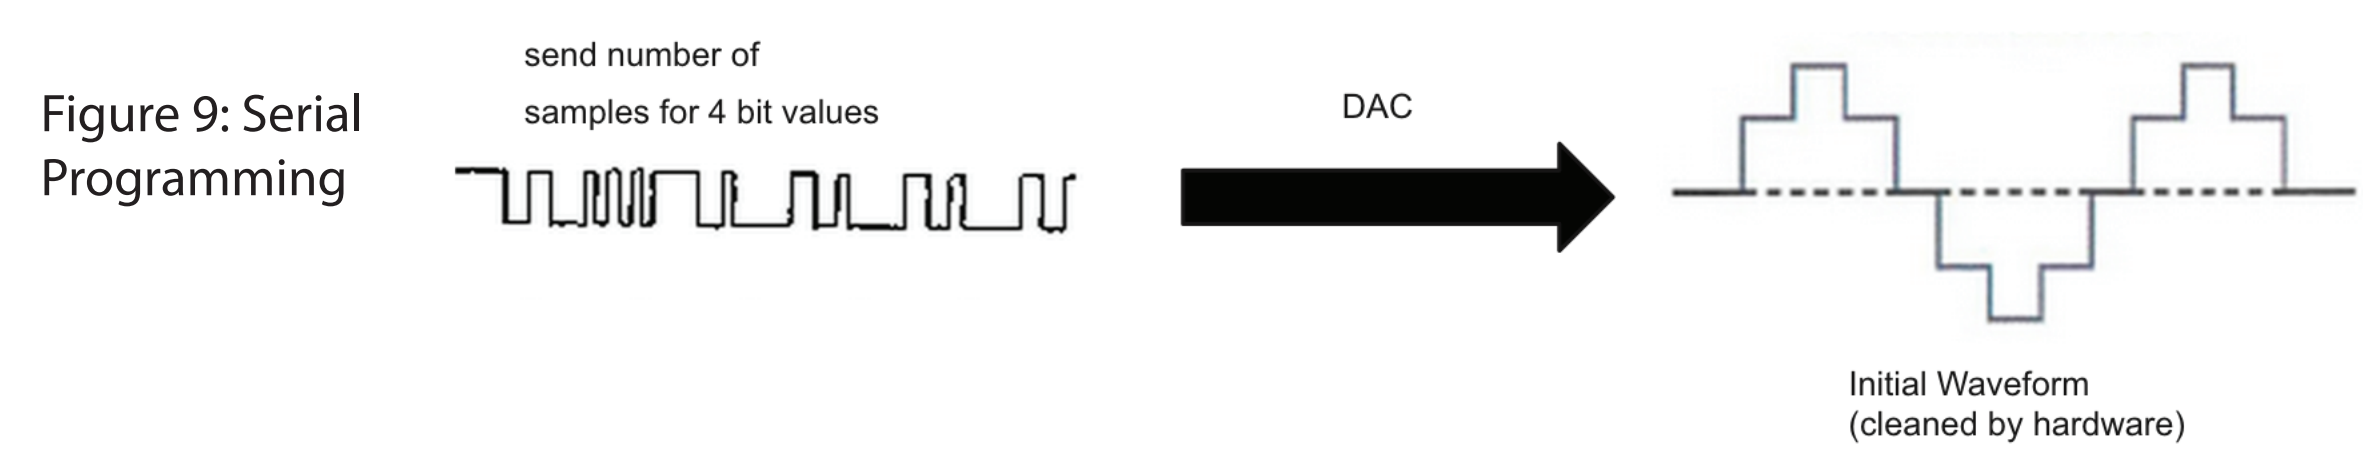 Figure 9: Serial
Programming
send number of
samples for 4 bit values
DAC
Initial Waveform
(cleaned by hardware)